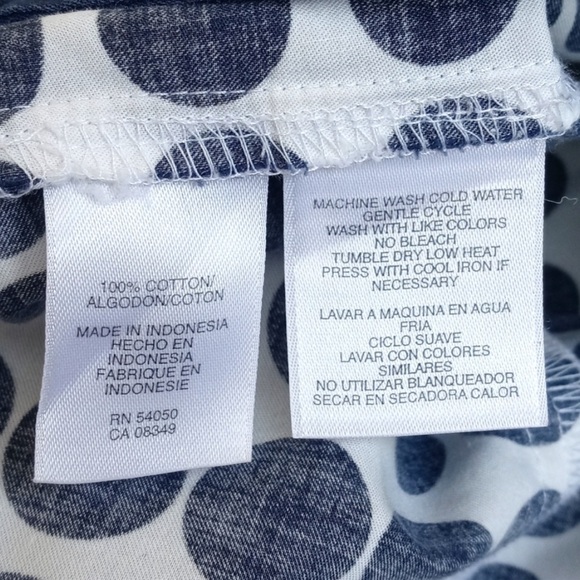 100% COTTON/
ALGODON/COTON
MADE IN INDONESIA
HECHO EN
INDONESIA
FABRIQUE EN
INDONESIE
RN 54050
CA 08349
MACHINE WASH COLD WATER
GENTLE CYCLE
WASH WITH LIKE COLORS
NO BLEACH
TUMBLE DRY LOW HEAT
PRESS WITH COOL IRON IF
NECESSARY
LAVAR A MAQUINA EN AGUA
FRIA
CICLO SUAVE
LAVAR CON COLORES
SIMILARES
NO UTILIZAR BLANQUEADOR
SECAR EN SECADORA CALOR